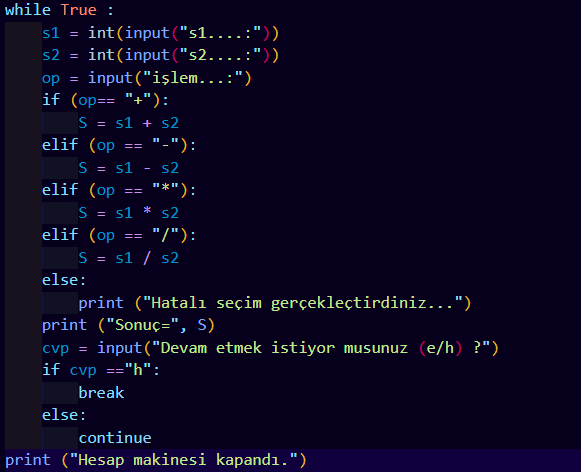 while True :
    s1 = int(input("s1....:"))
    s2 = int(input("s2....:"))
    op = input("işlem...:")
    if (op== "+"):
        S = s1 + s2
    elif (op == "-"):
        S = s1 - s2
    elif (op == "*"):
        S = s1 * s2
    elif (op == "/"):
        S = s1 / s2
    else:
        print ("Hatalı seçim gerçekleçtirdiniz...")
    print ("Sonuç=", S)
    cvp = input("Devam etmek istiyor musunuz (e/h) ?")
    if cvp =="h":
        break
    else:
        continue
print ("Hesap makinesi kapandı.")